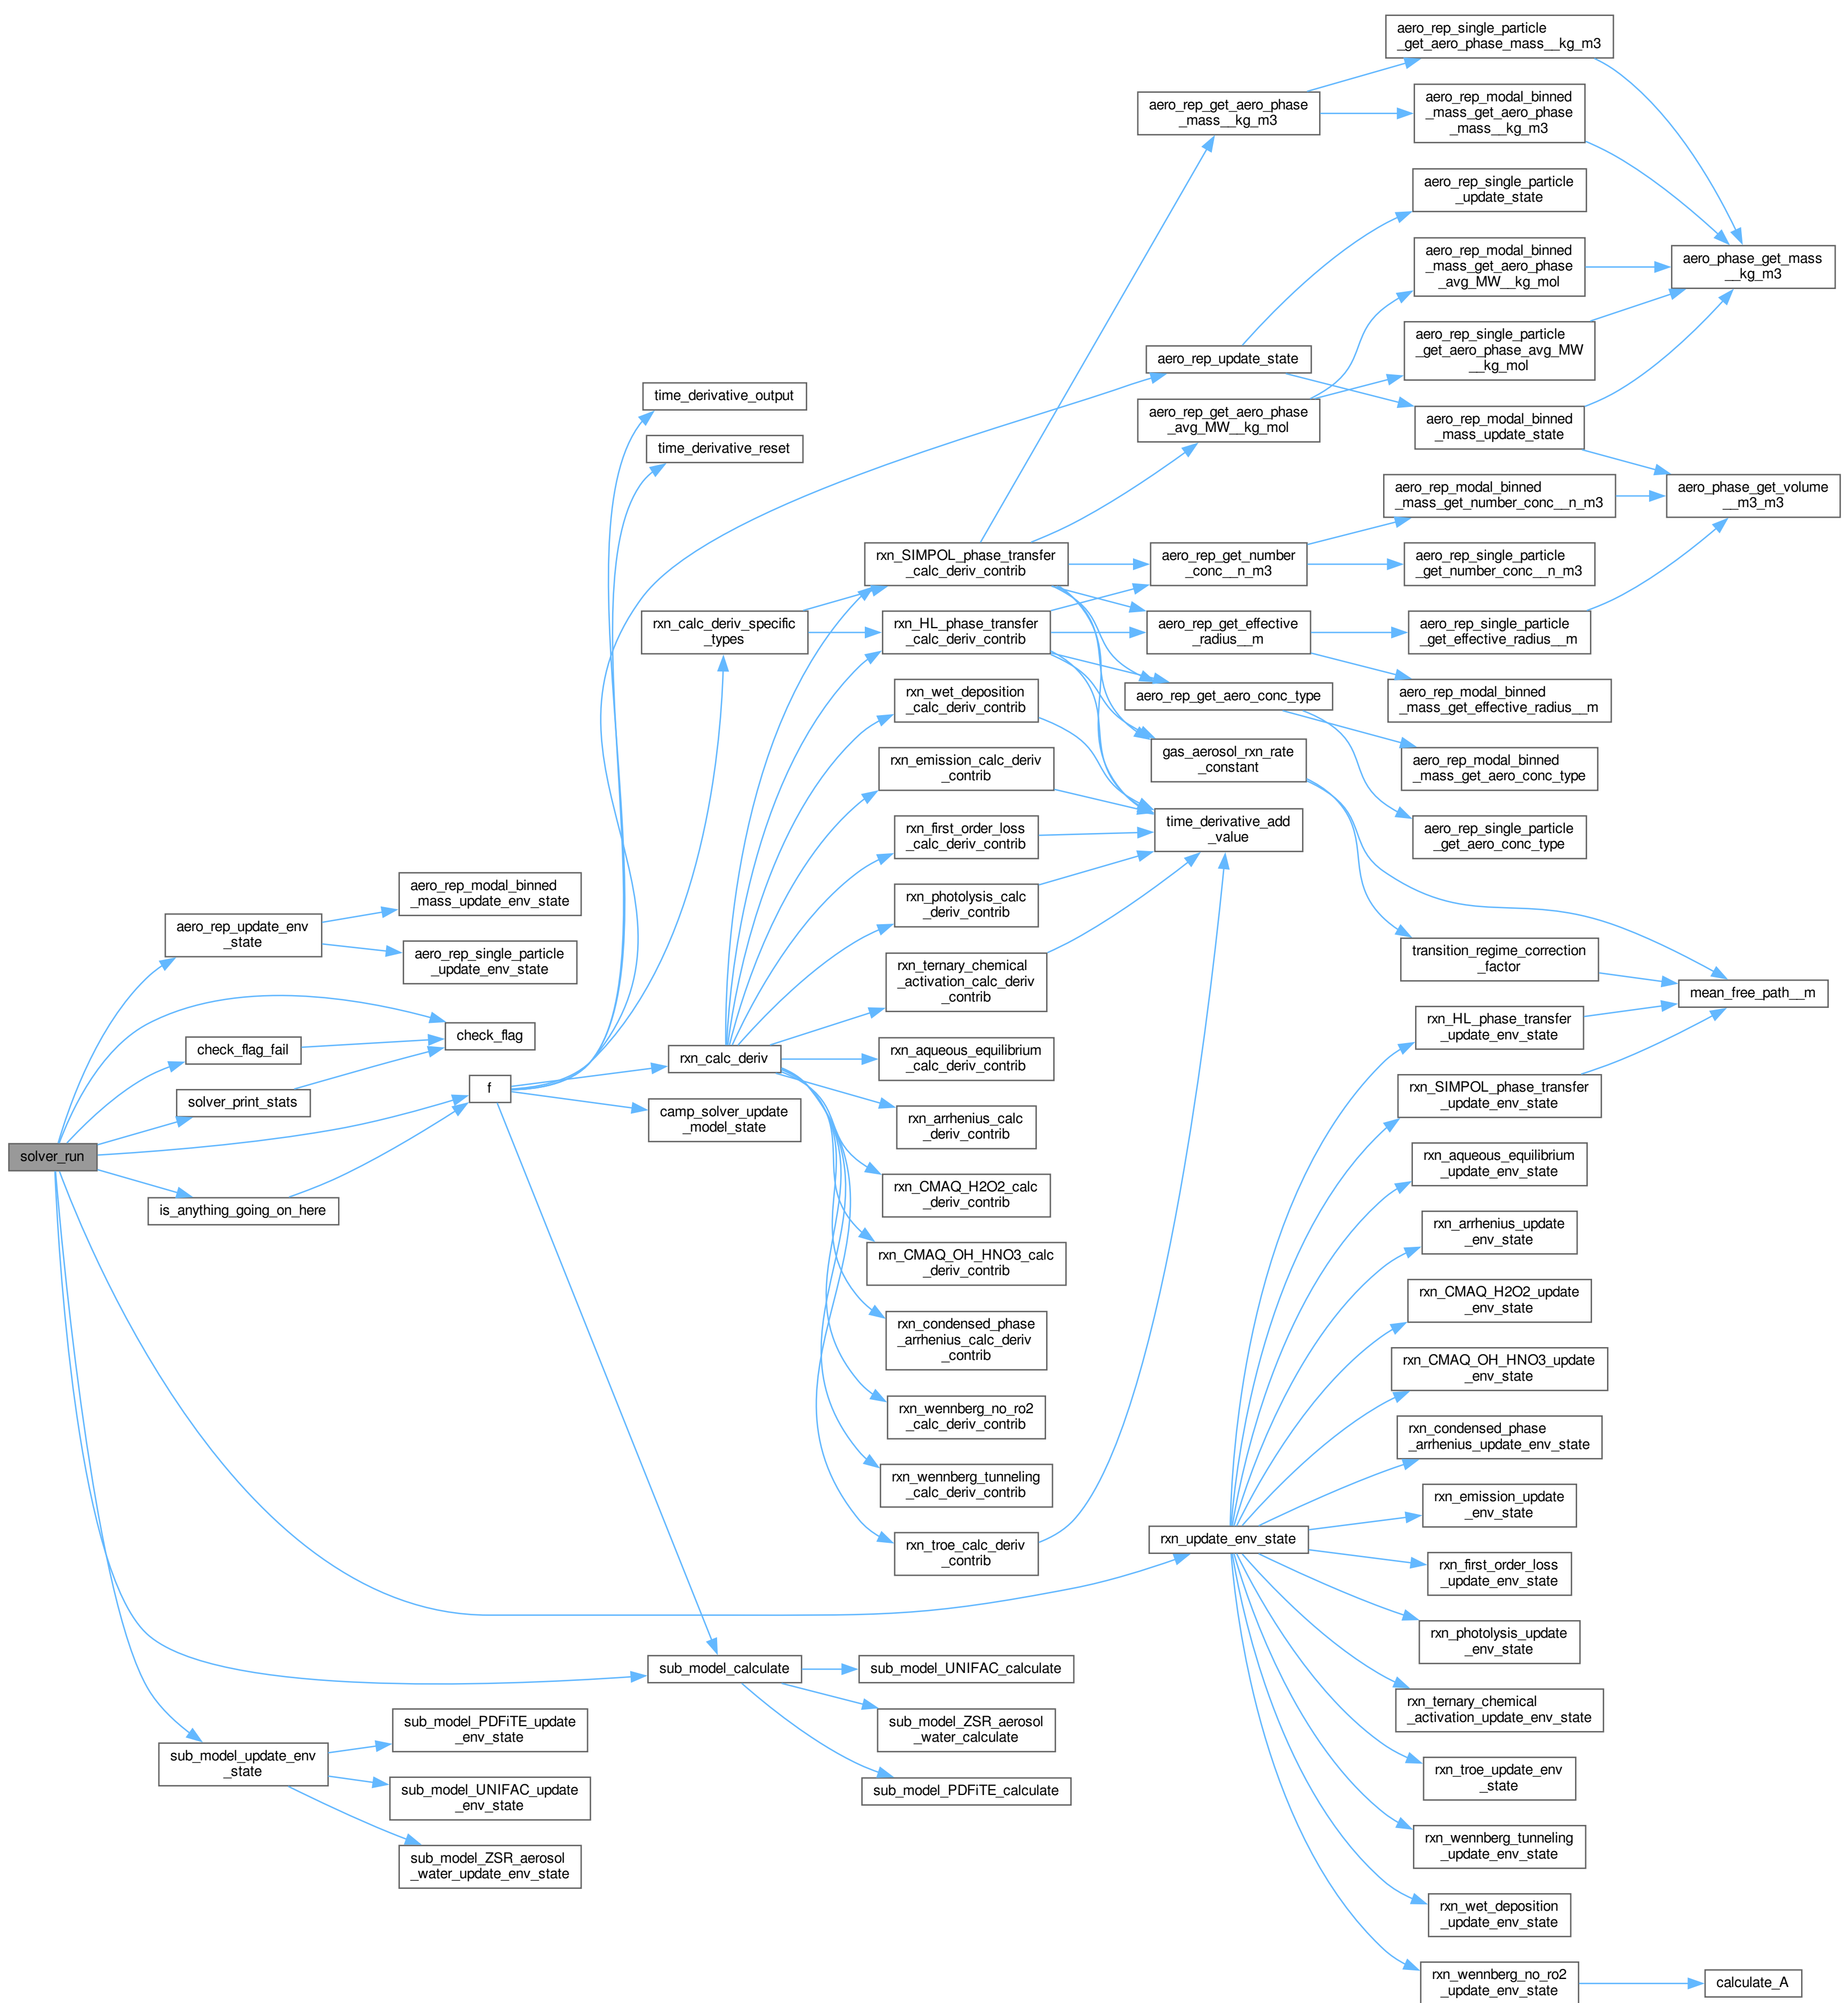 solver_run
aero_rep_update_env
_state
aero_rep_modal_binned
_mass_update_env_state
aero_rep_single_particle
_update_env_state
check_flag
check_flag_fail
solver_print_stats
f
is_anything_going_on_here
time_derivative_output
time_derivative_reset
rxn_calc_deriv_specific
_types
rxn_calc_deriv
camp_solver_update
_model_state
sub_model_calculate
sub_model_UNIFAC_calculate
sub_model_ZSR_aerosol
_water_calculate
sub_model_PDFiTE_calculate
sub_model_update_env
_state
sub_model_PDFiTE_update
_env_state
sub_model_UNIFAC_update
_env_state
sub_model_ZSR_aerosol
_water_update_env_state
rxn_SIMPOL_phase_transfer
_calc_deriv_contrib
rxn_HL_phase_transfer
_calc_deriv_contrib
rxn_wet_deposition
_calc_deriv_contrib
rxn_emission_calc_deriv
_contrib
rxn_first_order_loss
_calc_deriv_contrib
rxn_photolysis_calc
_deriv_contrib
rxn_ternary_chemical
_activation_calc_deriv
_contrib
rxn_aqueous_equilibrium
_calc_deriv_contrib
rxn_arrhenius_calc
_deriv_contrib
rxn_CMAQ_H2O2_calc
_deriv_contrib
rxn_CMAQ_OH_HNO3_calc
_deriv_contrib
rxn_condensed_phase
_arrhenius_calc_deriv
_contrib
rxn_wennberg_no_ro2
_calc_deriv_contrib
rxn_wennberg_tunneling
_calc_deriv_contrib
rxn_troe_calc_deriv
_contrib
aero_rep_get_aero_phase
_mass__kg_m3
aero_rep_update_state
aero_rep_get_aero_phase
_avg_MW__kg_mol
aero_rep_get_number
_conc__n_m3
aero_rep_get_effective
_radius__m
aero_rep_get_aero_conc_type
gas_aerosol_rxn_rate
_constant
time_derivative_add
_value
rxn_update_env_state
aero_rep_single_particle
_get_aero_phase_mass__kg_m3
aero_rep_modal_binned
_mass_get_aero_phase
_mass__kg_m3
aero_rep_single_particle
_update_state
aero_rep_modal_binned
_mass_get_aero_phase
_avg_MW__kg_mol
aero_rep_single_particle
_get_aero_phase_avg_MW
__kg_mol
aero_rep_modal_binned
_mass_update_state
aero_rep_modal_binned
_mass_get_number_conc__n_m3
aero_rep_single_particle
_get_number_conc__n_m3
aero_rep_single_particle
_get_effective_radius__m
aero_rep_modal_binned
_mass_get_effective_radius__m
aero_rep_modal_binned
_mass_get_aero_conc_type
aero_rep_single_particle
_get_aero_conc_type
transition_regime_correction
_factor
rxn_HL_phase_transfer
_update_env_state
rxn_SIMPOL_phase_transfer
_update_env_state
rxn_aqueous_equilibrium
_update_env_state
rxn_arrhenius_update
_env_state
rxn_CMAQ_H2O2_update
_env_state
rxn_CMAQ_OH_HNO3_update
_env_state
rxn_condensed_phase
_arrhenius_update_env_state
rxn_emission_update
_env_state
rxn_first_order_loss
_update_env_state
rxn_photolysis_update
_env_state
rxn_ternary_chemical
_activation_update_env_state
rxn_troe_update_env
_state
rxn_wennberg_tunneling
_update_env_state
rxn_wet_deposition
_update_env_state
rxn_wennberg_no_ro2
_update_env_state
aero_phase_get_mass
__kg_m3
aero_phase_get_volume
__m3_m3
mean_free_path__m
calculate_A